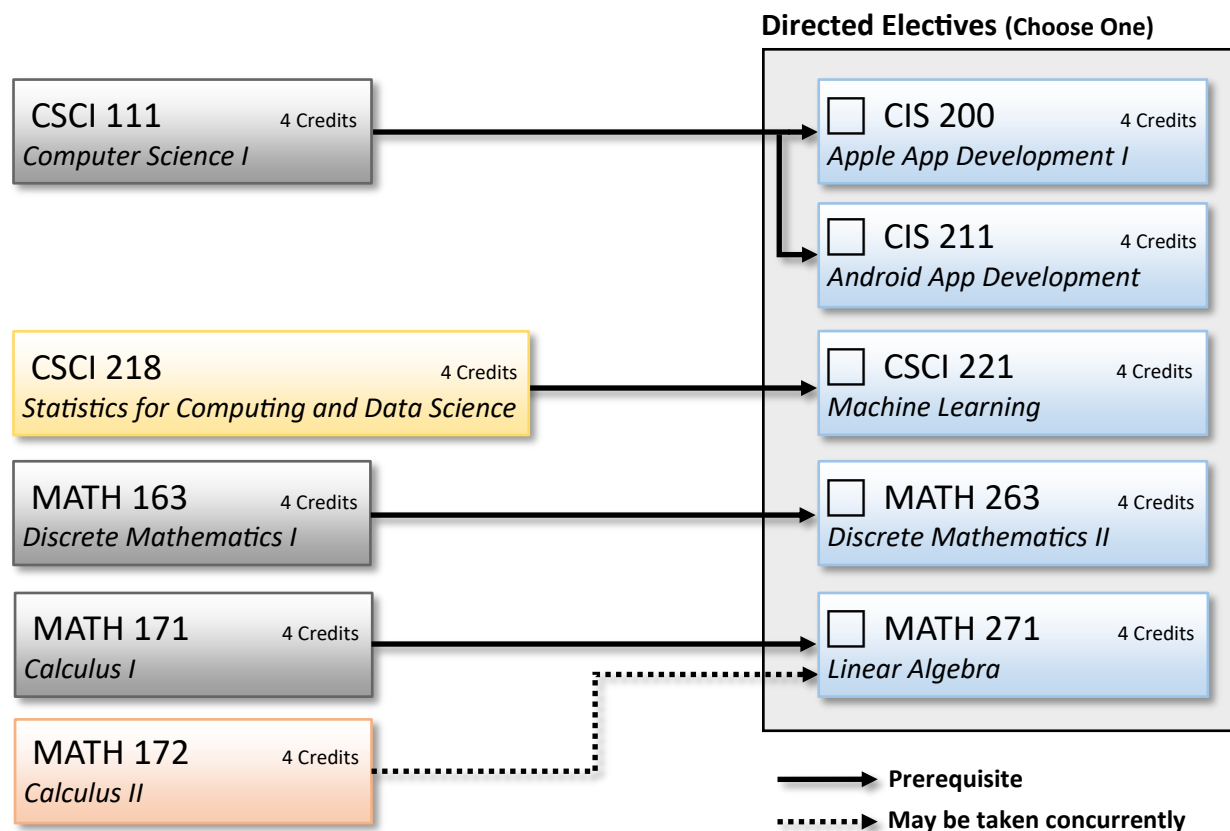 Directed Electives (Choose One)
CSCI 111 4 Credits
Computer Science I
CIS 200 4 Credits
Apple App Development I
CIS 211 4 Credits
Android App Development
CSCI 218 4 Credits
Statistics for Computing and Data Science
CSCI 221 4 Credits
Machine Learning
MATH 163 4 Credits
Discrete Mathematics I
MATH 263 4 Credits
Discrete Mathematics II
MATH 171 4 Credits
Calculus I
MATH 271 4 Credits
Linear Algebra
MATH 172 4 Credits
Calculus II
Prerequisite
May be taken concurrently